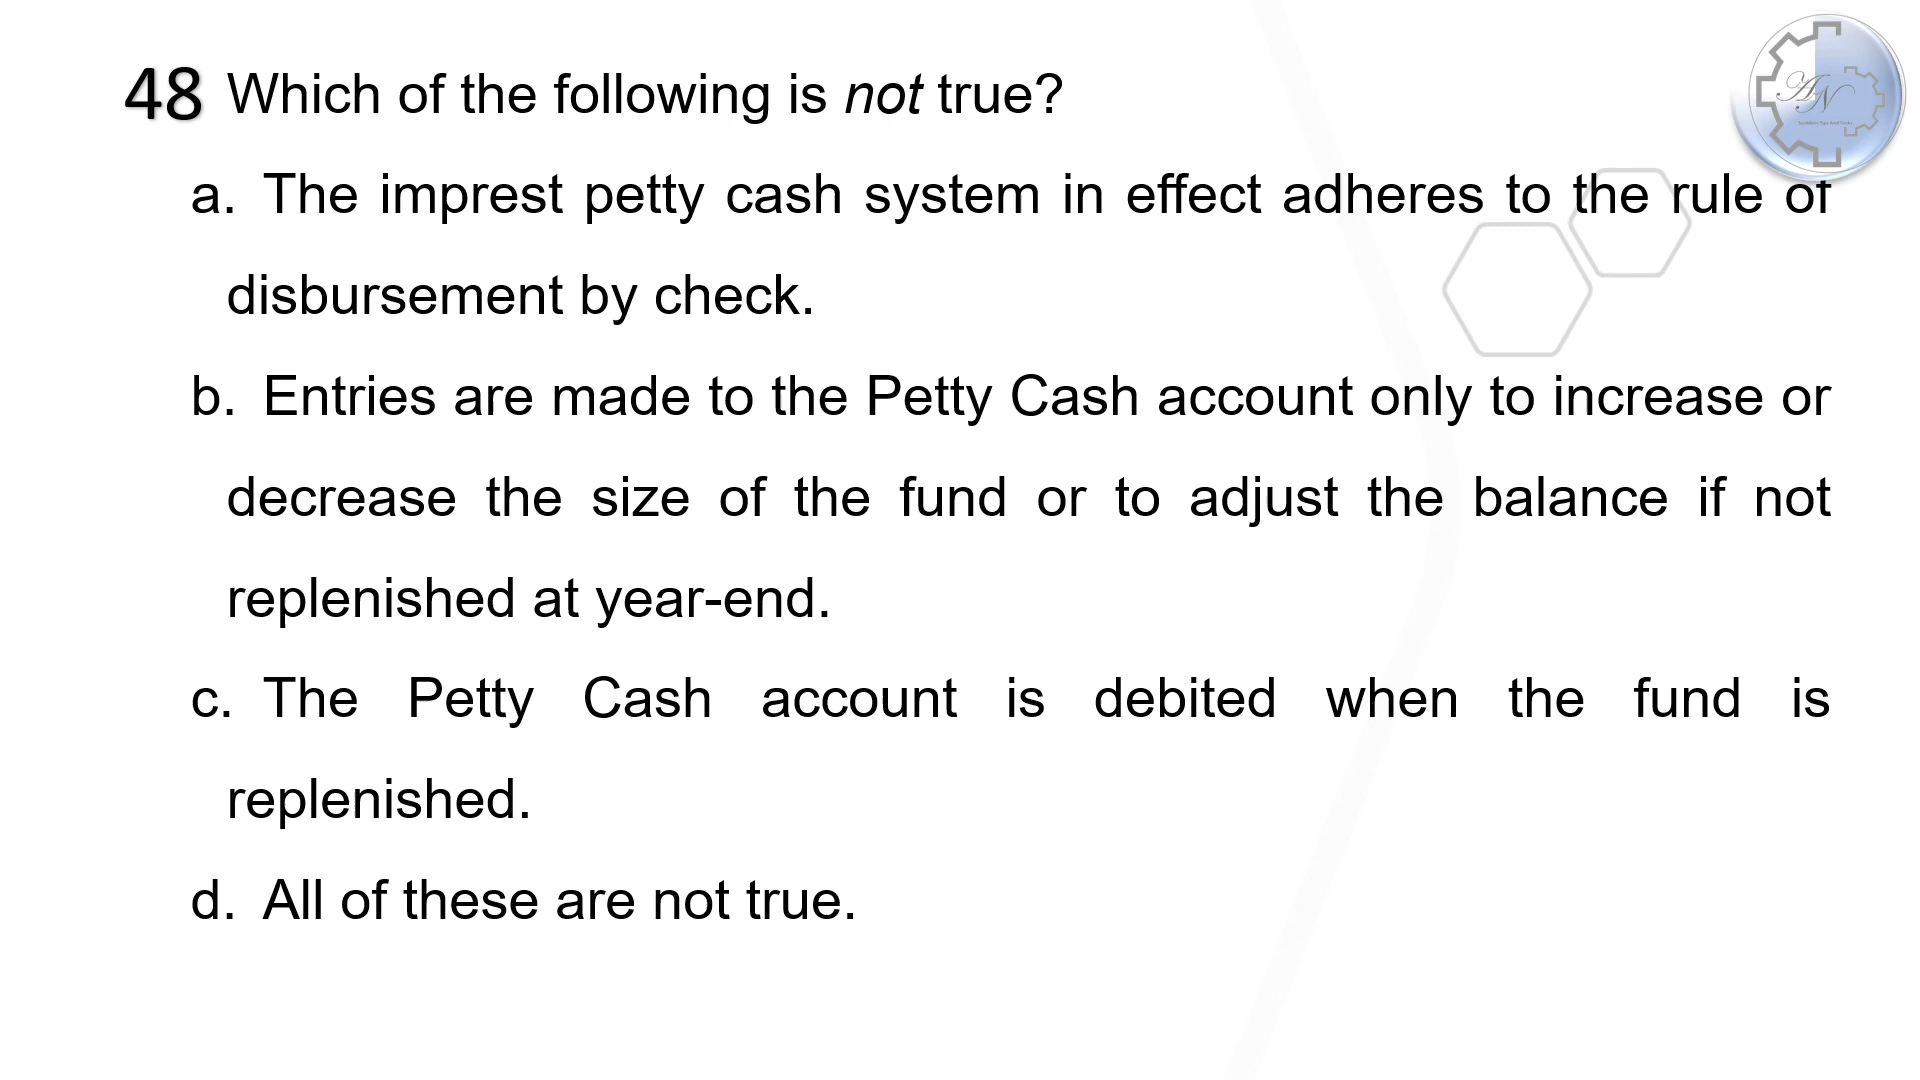 48 Which of the following is not true?
a. The imprest petty cash system in effect adheres to the rule of
disbursement by check.
b. Entries are made to the Petty Cash account only to increase or
decrease the size of the fund or to adjust the balance if not
replenished at year-end.
c. The Petty Cash account is debited when the fund is
replenished.
d. All of these are not true.
AN